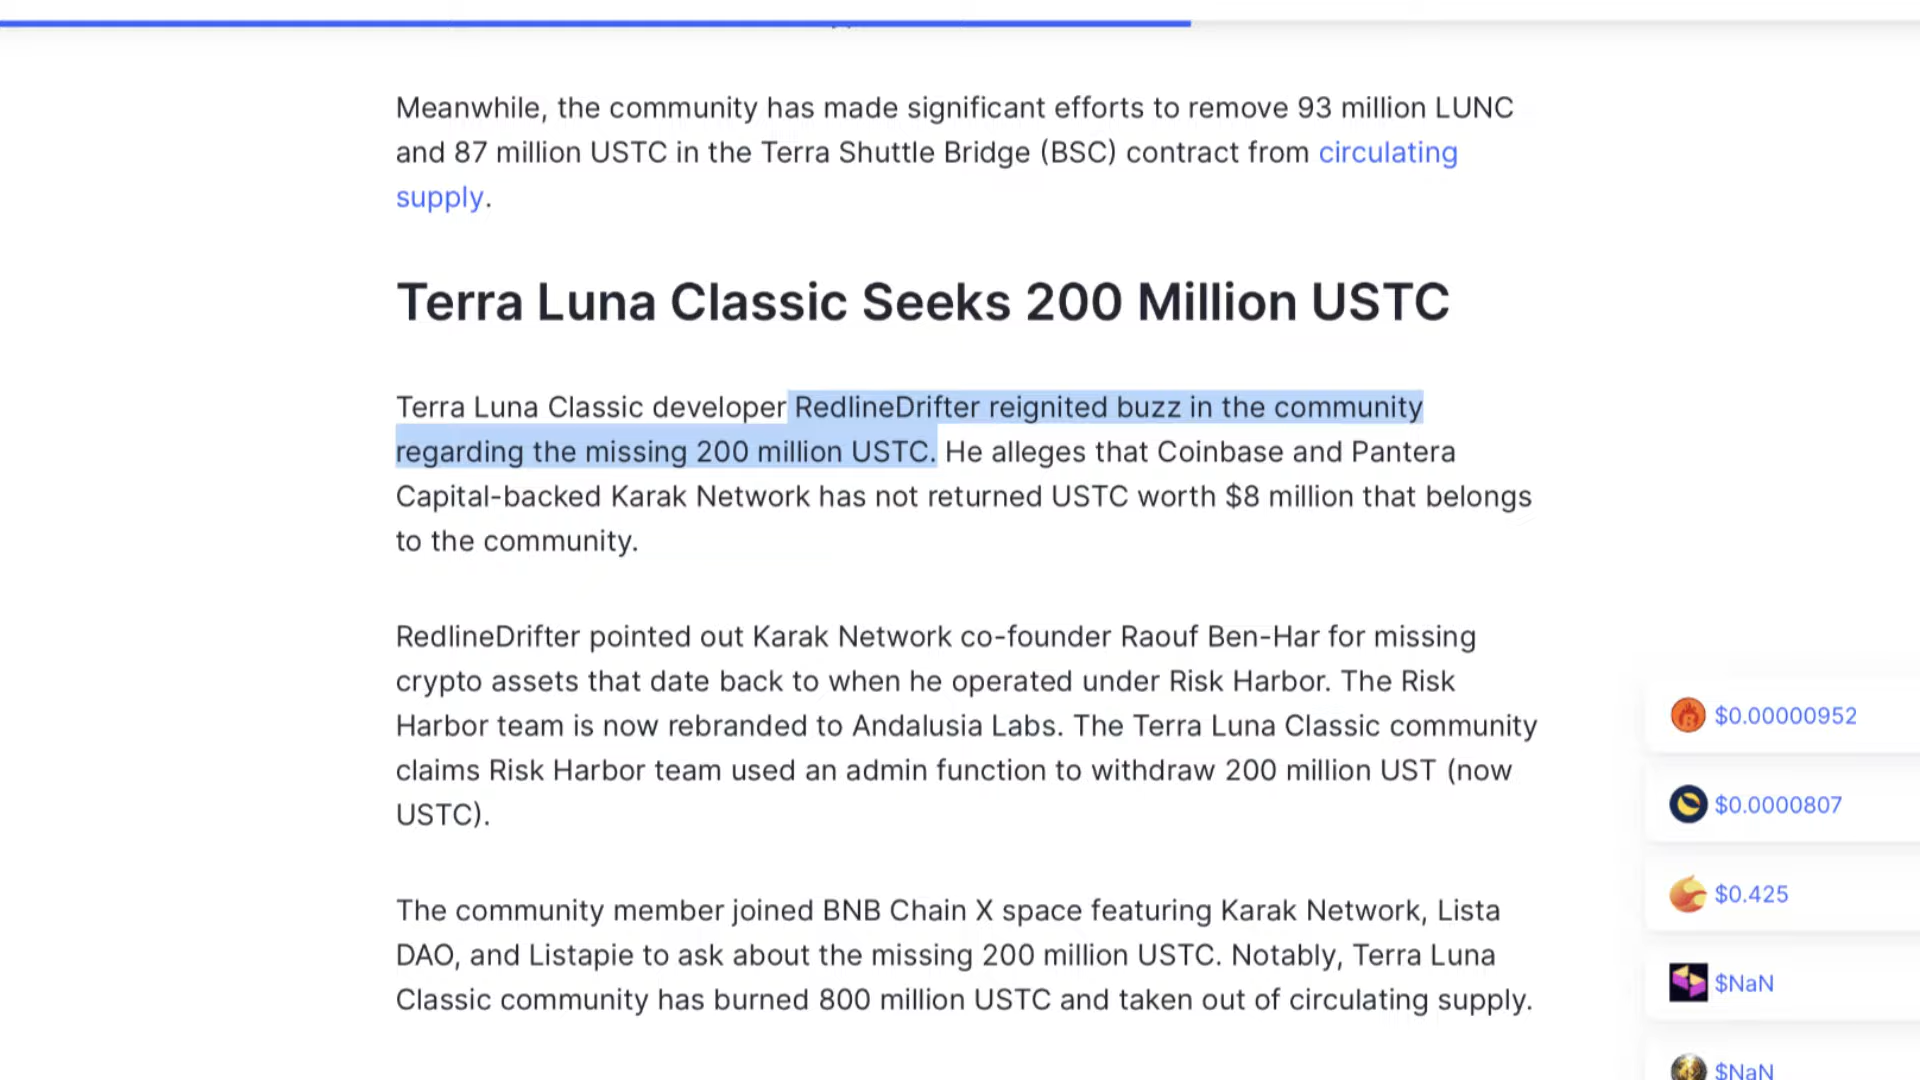 Meanwhile, the community has made significant efforts to remove 93 million LUNC
and 87 million USTC in the Terra Shuttle Bridge (BSC) contract from circulating
supply.
Terra Luna Classic Seeks 200 Million USTC
Terra Luna Classic developer RedlineDrifter reignited buzz in the community
regarding the missing 200 million USTC. He alleges that Coinbase and Pantera
Capital-backed Karak Network has not returned USTC worth $8 million that belongs
to the community.
RedlineDrifter pointed out Karak Network co-founder Raouf Ben-Har for missing
crypto assets that date back to when he operated under Risk Harbor. The Risk
Harbor team is now rebranded to Andalusia Labs. The Terra Luna Classic community
claims Risk Harbor team used an admin function to withdraw 200 million UST (now
USTC).
The community member joined BNB Chain X space featuring Karak Network, Lista
DAO, and Listapie to ask about the missing 200 million USTC. Notably, Terra Luna
Classic community has burned 800 million USTC and taken out of circulating supply.
$0.00000952
$0.0000807
$0.425
$NaN
$NaN